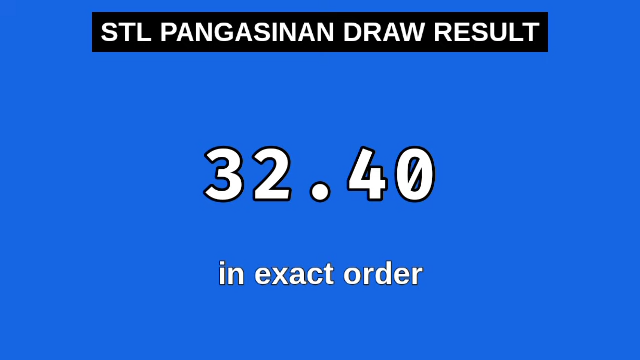 STL PANGASINAN DRAW RESULT
32.40
in exact order